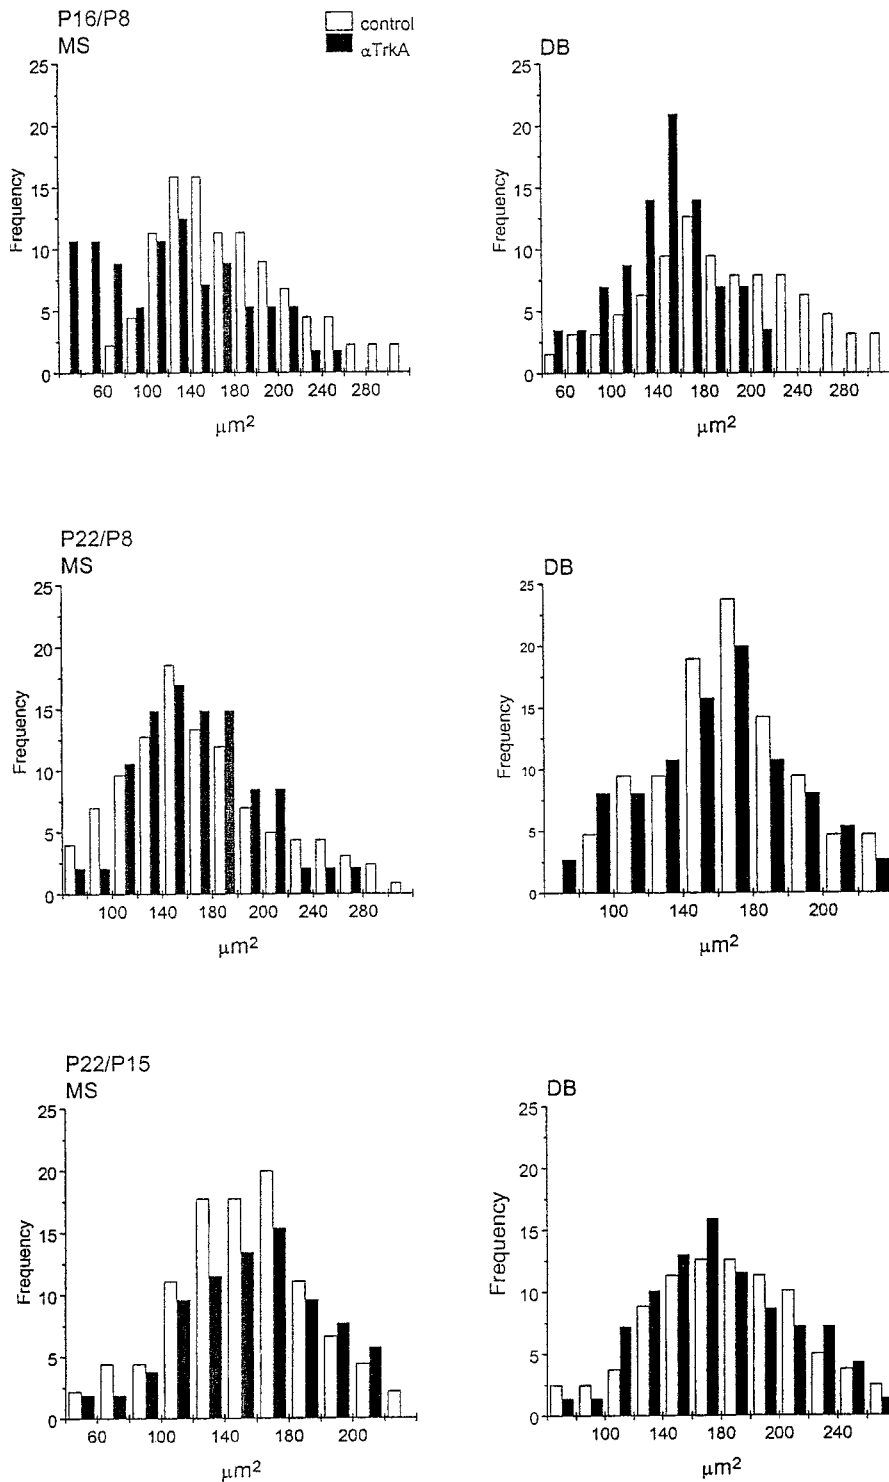 P16/P8
MS
control
αTrkA
25
20
15
10
5
0
Frequency
60 100 140 180 200 240 280
μm²
DB
25
20
15
10
5
0
Frequency
60 100 140 180 200 240 280
μm²
P22/P8
MS
25
20
15
10
5
0
Frequency
100 140 180 200 240 280
μm²
DB
25
20
15
10
5
0
Frequency
100 140 180 200
μm²
P22/P15
MS
25
20
15
10
5
0
Frequency
60 100 140 180 200
μm²
DB
25
20
15
10
5
0
Frequency
100 140 200 240
μm²